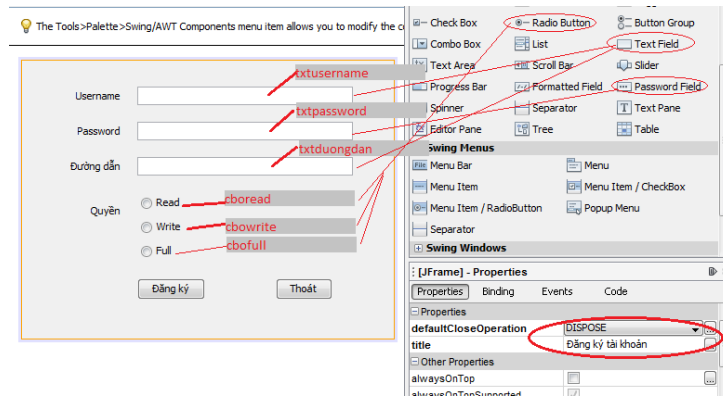 The Tools>Palette>Swing/AWT Components menu item allows you to modify the c
txtusername
Username
txtpassword
Password
txtduongdan
Đường dẫn
Quyền
Read
cboread
Write
cbowrite
Full
cbofull
Đăng ký
Thoát
Check Box
Radio Button
Button Group
Combo Box
List
Text Field
Text Area
Scroll Bar
Slider
Progress Bar
Formatted Field
Password Field
Spinner
Separator
Text Pane
Editor Pane
Tree
Table
Swing Menus
Menu Bar
Menu
Menu Item
Menu Item / CheckBox
Menu Item / RadioButton
Popup Menu
Separator
Swing Windows
[JFrame] - Properties
Properties
Binding
Events
Code
Properties
defaultCloseOperation
DISPOSE
title
Đăng ký tài khoản
Other Properties
alwaysOnTop
alwaysOnTopSupported